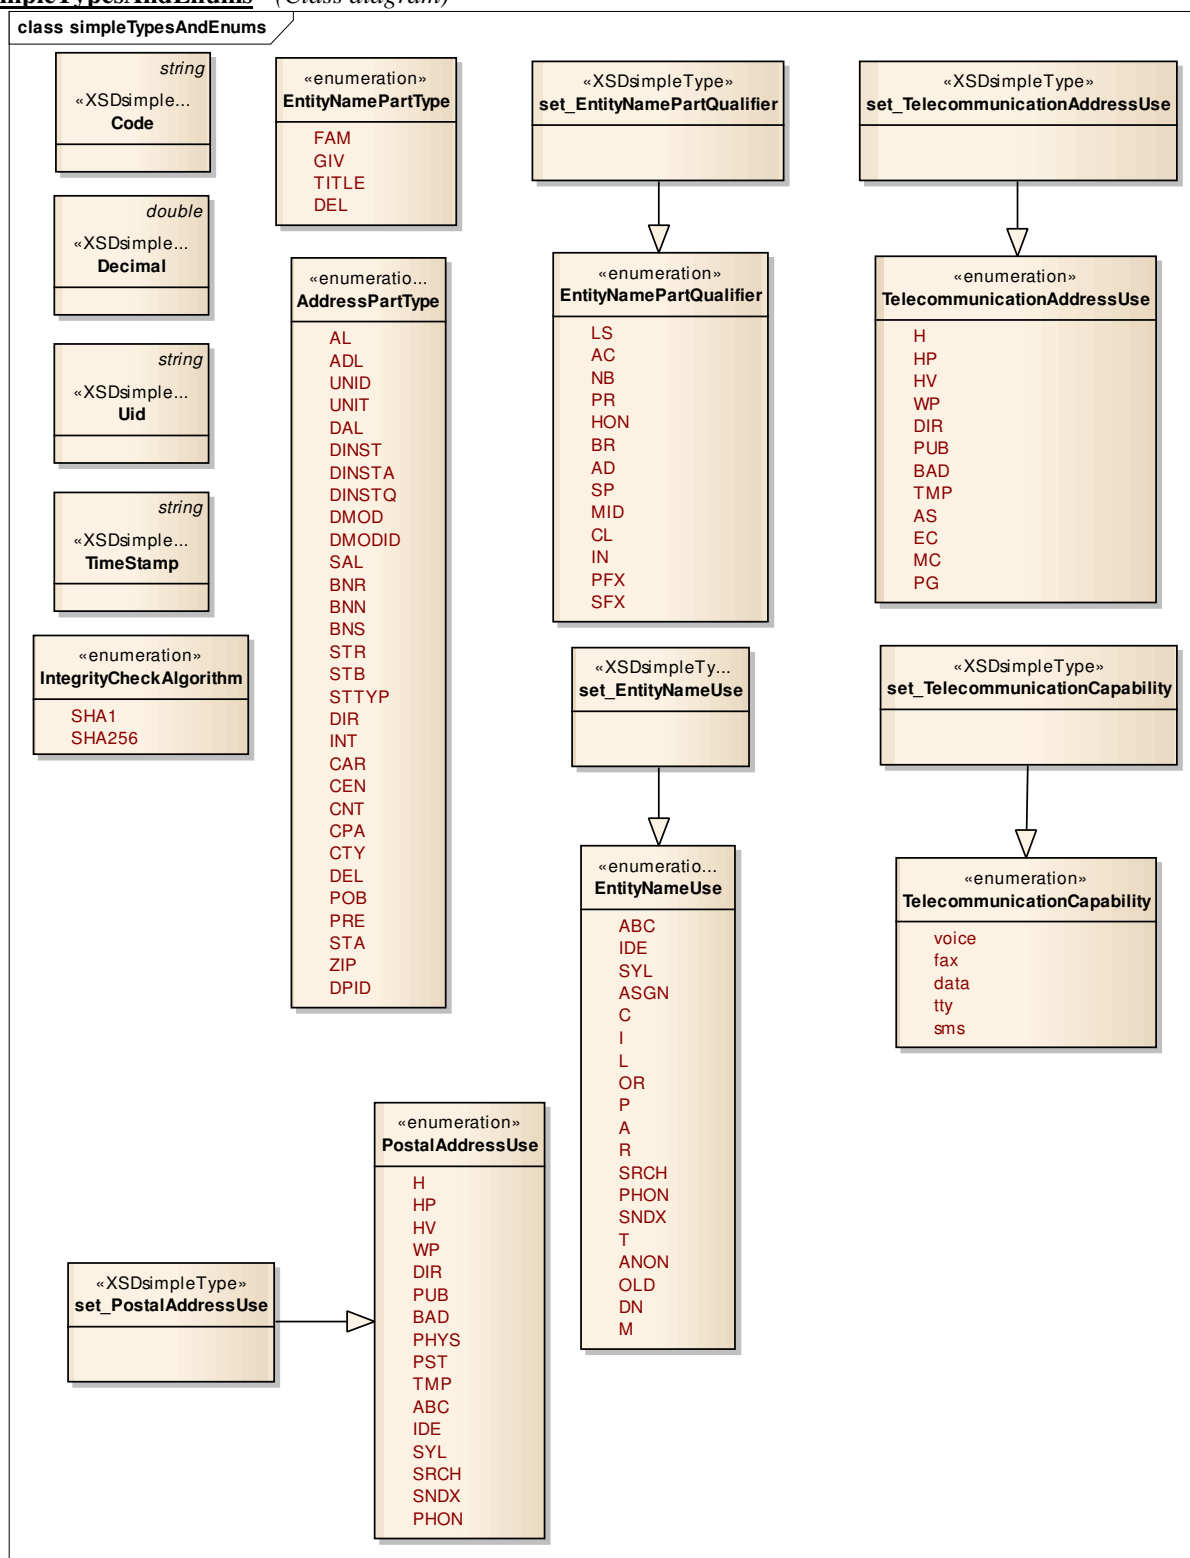 (Class diagram)
class simpleTypesAndEnums
string
«XSDsimple...
Code
double
«XSDsimple...
Decimal
string
«XSDsimple...
Uid
string
«XSDsimple...
TimeStamp
«enumeration»
IntegrityCheckAlgorithm
SHA1
SHA256
«enumeration»
EntityNamePartType
FAM
GIV
TITLE
DEL
«enumeratio...
AddressPartType
AL
ADL
UNID
UNIT
DAL
DINST
DINSTA
DINSTQ
DMOD
DMODID
SAL
BNR
BNN
BNS
STR
STB
STTYP
DIR
INT
CAR
CEN
CNT
CPA
CTY
DEL
POB
PRE
STA
ZIP
DPID
«XSDsimpleType»
set_EntityNamePartQualifier
«enumeration»
EntityNamePartQualifier
LS
AC
NB
PR
HON
BR
AD
SP
MID
CL
IN
PFX
SFX
«XSDsimpleType»
set_TelecommunicationAddressUse
«enumeration»
TelecommunicationAddressUse
H
HP
HV
WP
DIR
PUB
BAD
TMP
AS
EC
MC
PG
«XSDsimpleTy...
set_EntityNameUse
«enumeratio...
EntityNameUse
ABC
IDE
SYL
ASGN
C
I
L
OR
P
A
R
SRCH
PHON
SNDX
T
ANON
OLD
DN
M
«XSDsimpleType»
set_TelecommunicationCapability
«enumeration»
TelecommunicationCapability
voice
fax
data
tty
sms
«XSDsimpleType»
set_PostalAddressUse
«enumeration»
PostalAddressUse
H
HP
HV
WP
DIR
PUB
BAD
PHYS
PST
TMP
ABC
IDE
SYL
SRCH
SNDX
PHON